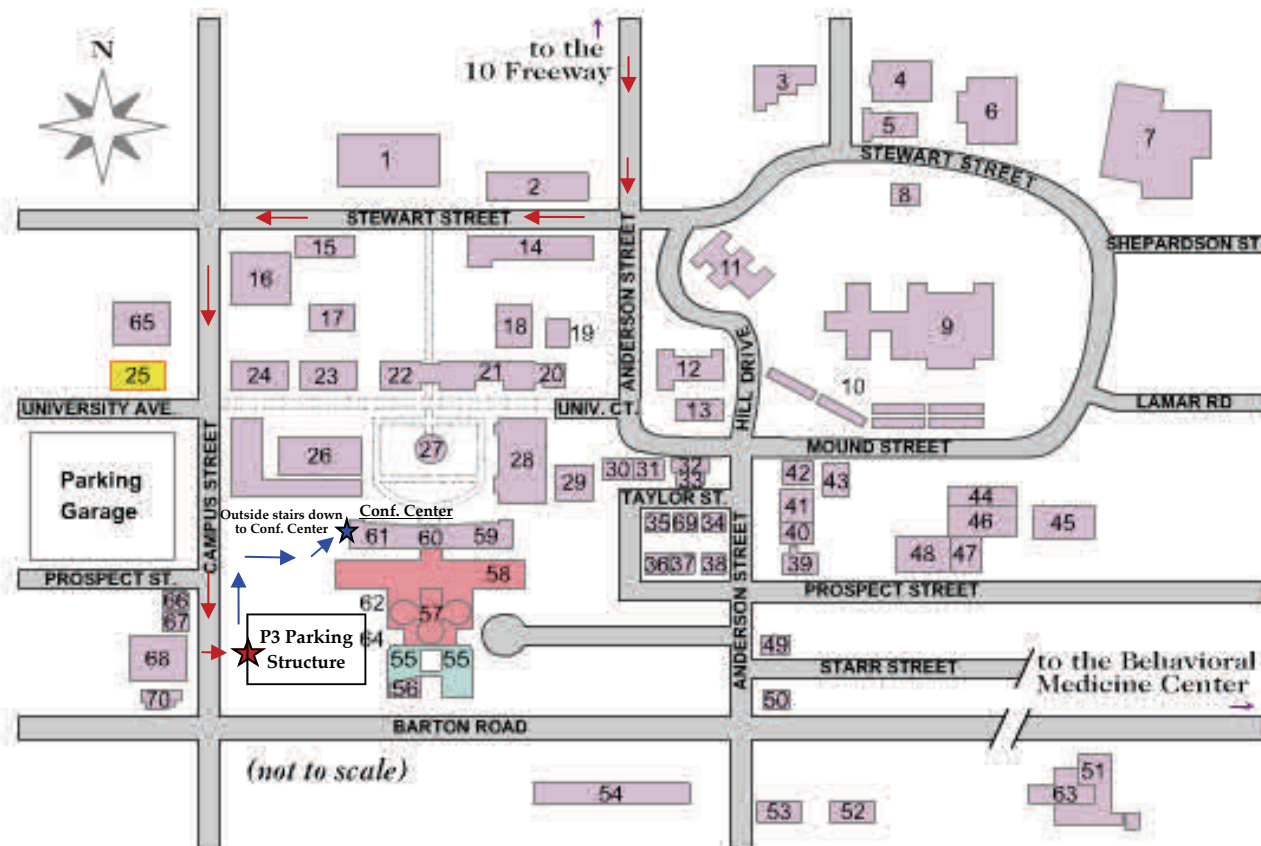 N
to the
10 Freeway
3
4
5
6
7
1
2
STEWART STREET
8
STEWART STREET
SHEPARDSON ST
15
14
16
11
17
18
19
9
65
25
24
23
22
21
20
12
13
10
ANDERSON STREET
HILL DRIVE
UNIVERSITY AVE.
UNIV. CT.
LAMAR RD
MOUND STREET
CAMPUS STREET
Parking
Garage
26
27
28
29
30
31
32
33
42
43
TAYLOR ST.
Outside stairs down
to Conf. Center
Conf. Center
61
60
59
35
69
34
41
40
44
46
45
36
37
38
39
48
47
PROSPECT ST.
58
PROSPECT STREET
66
67
62
57
P3 Parking
Structure
64
68
55
55
56
70
ANDERSON STREET
49
STARR STREET
to the Behavioral
Medicine Center
50
BARTON ROAD
(not to scale)
54
53
52
51
63